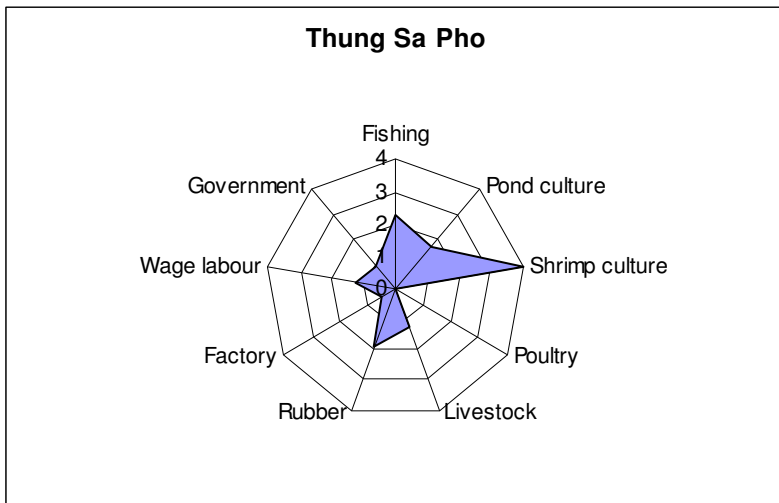 Thung Sa Pho
Fishing
4
3
2
1
0
Pond culture
Shrimp culture
Poultry
Livestock
Rubber
Factory
Wage labour
Government